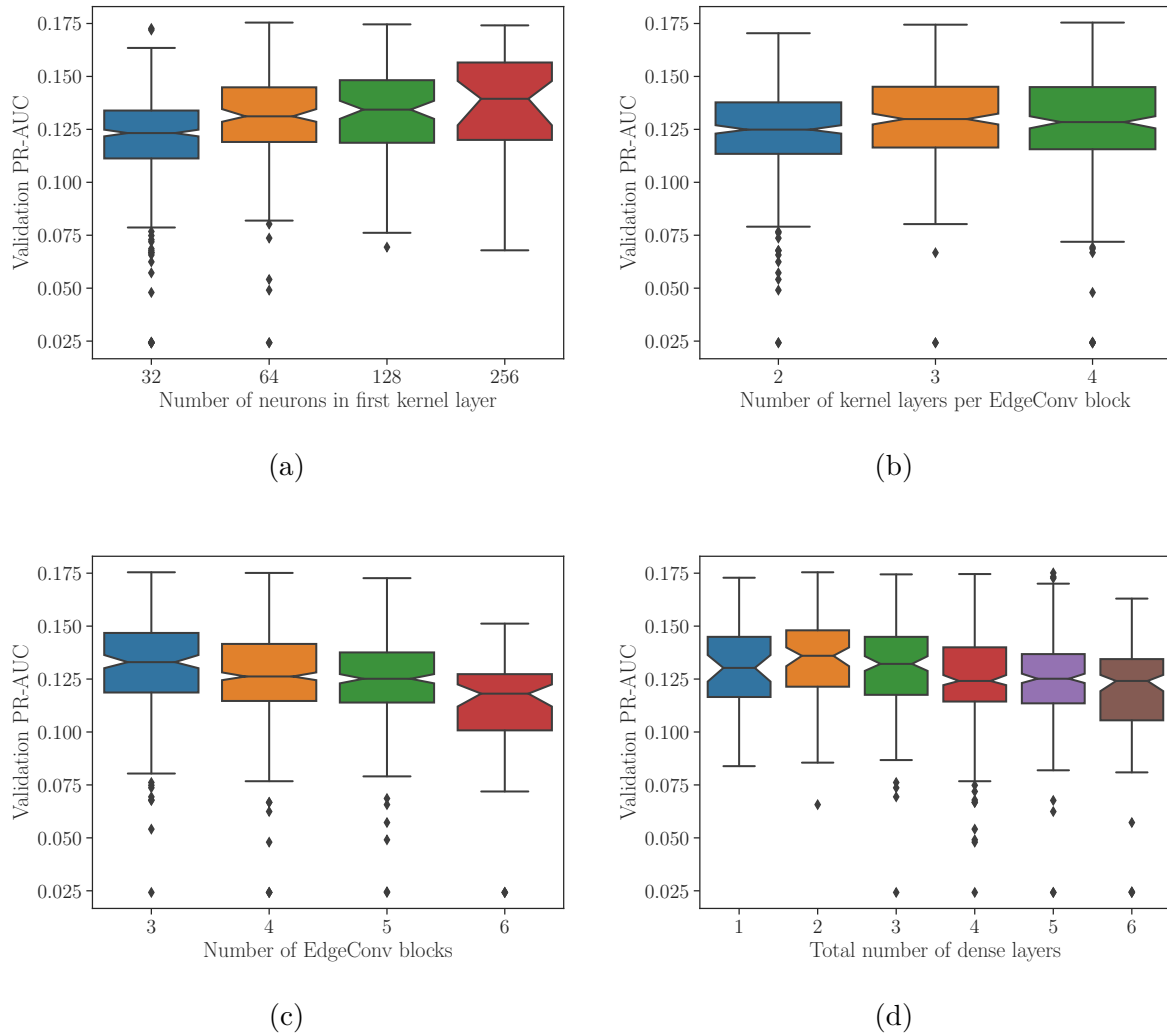 0.175
0.150
0.125
0.100
0.075
0.050
0.025
Validation PR-AUC
32 64 128 256
Number of neurons in first kernel layer
(a)
0.175
0.150
0.125
0.100
0.075
0.050
0.025
Validation PR-AUC
2 3 4
Number of kernel layers per EdgeConv block
(b)
0.175
0.150
0.125
0.100
0.075
0.050
0.025
Validation PR-AUC
3 4 5 6
Number of EdgeConv blocks
(c)
0.175
0.150
0.125
0.100
0.075
0.050
0.025
Validation PR-AUC
1 2 3 4 5 6
Total number of dense layers
(d)